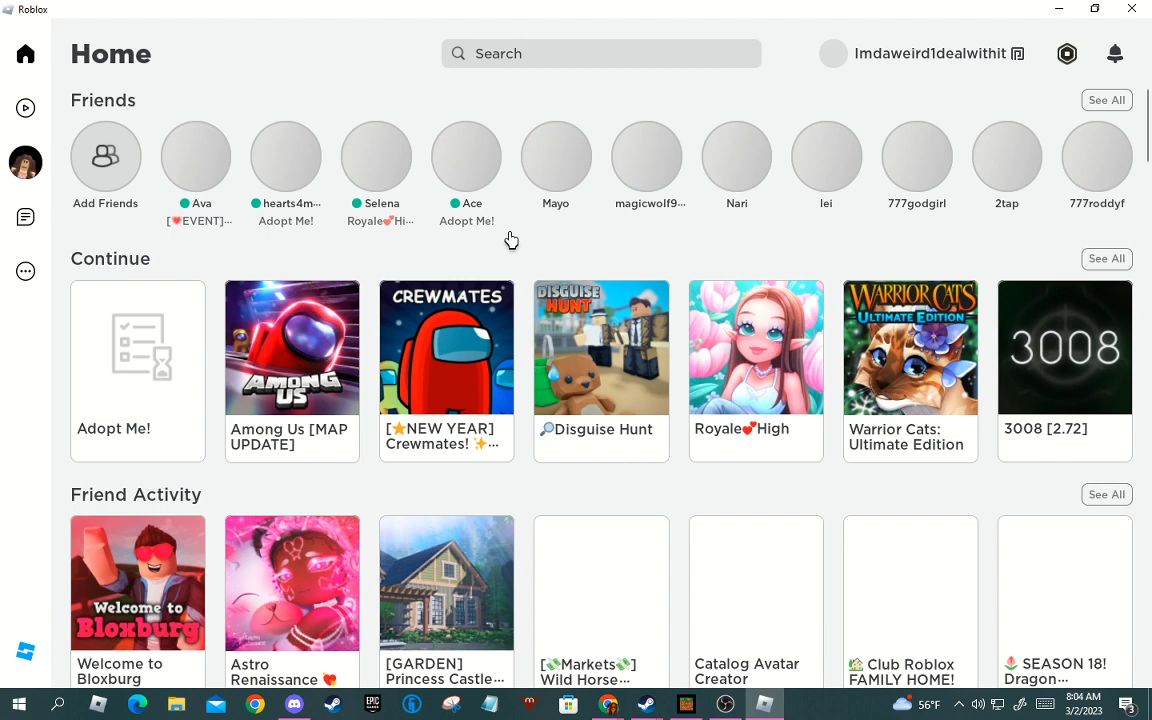 Roblox
Home
Search
Imdaweird1dealwithit
Friends
See All
Add Friends
Ava
[💗EVENT]...
hearts4m...
Adopt Me!
Selena
Royale💕Hi...
Ace
Adopt Me!
Mayo
magicwolf9...
Nari
lei
777godgirl
2tap
777roddyf
Continue
See All
CREWMATES
DISGUISE
HUNT
WARRIOR CATS
ULTIMATE EDITION
AMONG
US
3008
Adopt Me!
Among Us [MAP
UPDATE]
[⭐NEW YEAR]
Crewmates! ✨...
🔎Disguise Hunt
Royale💕High
Warrior Cats:
Ultimate Edition
3008 [2.72]
Friend Activity
See All
Welcome to
Bloxburg
Welcome to
Bloxburg
Astro
Renaissance 💘
[GARDEN]
Princess Castle...
[💸Markets💸]
Wild Horse...
Catalog Avatar
Creator
🏡 Club Roblox
FAMILY HOME!
🌷 SEASON 18!
Dragon...
EPIC
GAMES
56°F
8:04 AM
3/2/2023
3